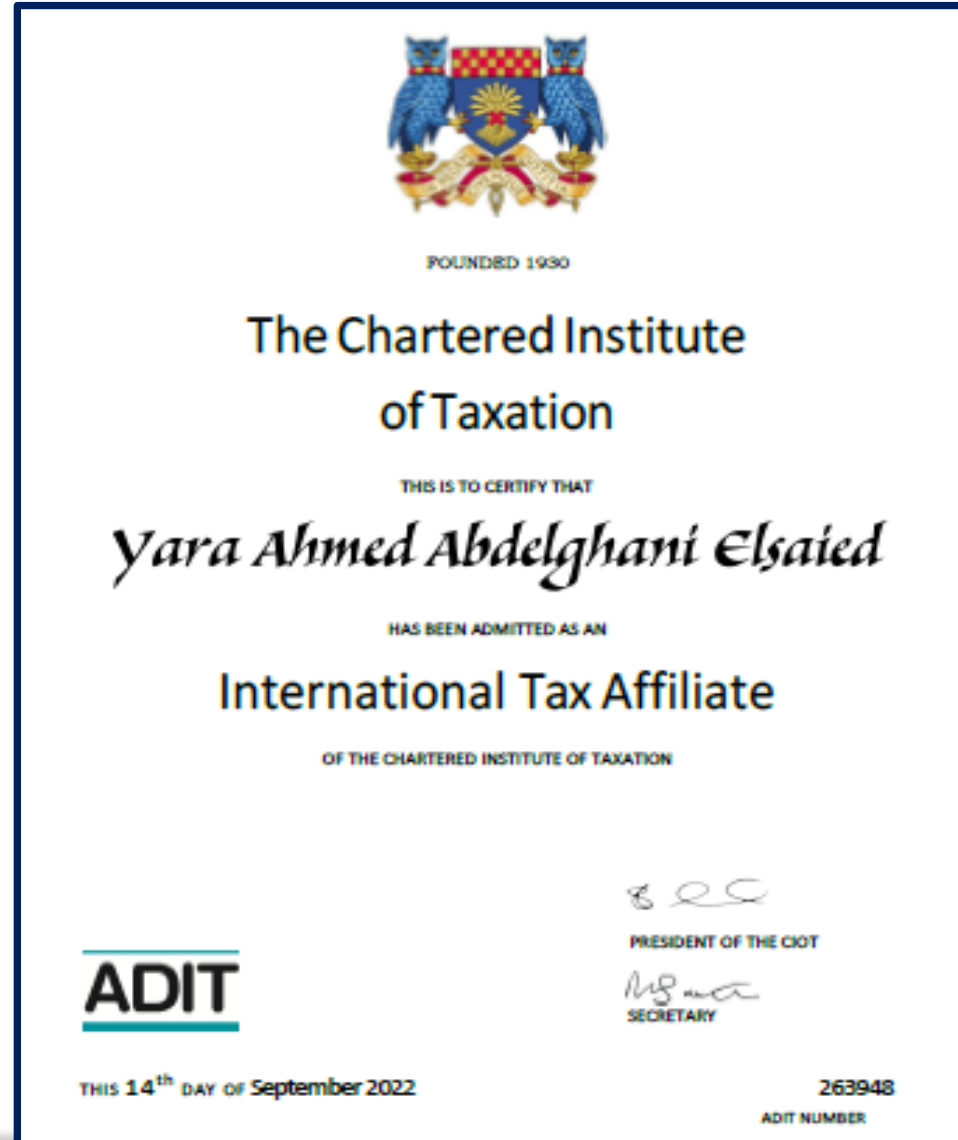 FOUNDED 1930
The Chartered Institute
of Taxation
THIS IS TO CERTIFY THAT
Yara Ahmed Abdelghani Elsaied
HAS BEEN ADMITTED AS AN
International Tax Affiliate
OF THE CHARTERED INSTITUTE OF TAXATION
PRESIDENT OF THE CIOT
SECRETARY
ADIT
THIS 14th DAY OF September 2022
263948
ADIT NUMBER